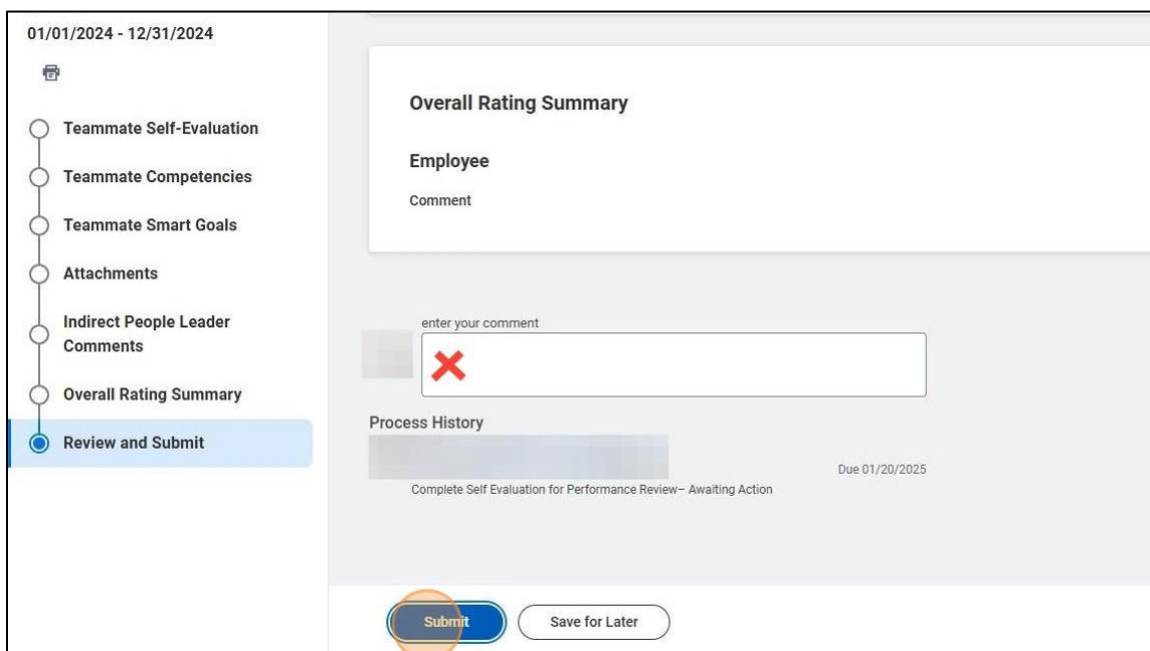 01/01/2024 - 12/31/2024
Teammate Self-Evaluation
Teammate Competencies
Teammate Smart Goals
Attachments
Indirect People Leader
Comments
Overall Rating Summary
Review and Submit
Overall Rating Summary
Employee
Comment
enter your comment
Process History
Due 01/20/2025
Complete Self Evaluation for Performance Review– Awaiting Action
Submit
Save for Later